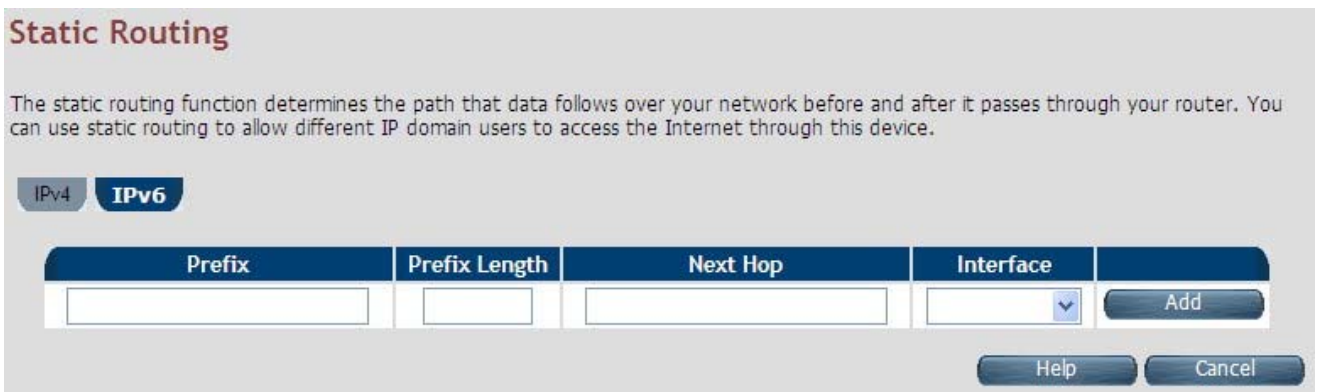 Static Routing
The static routing function determines the path that data follows over your network before and after it passes through your router. You
can use static routing to allow different IP domain users to access the Internet through this device.
IPv4 IPv6
Prefix Prefix Length Next Hop Interface
Add
Help Cancel